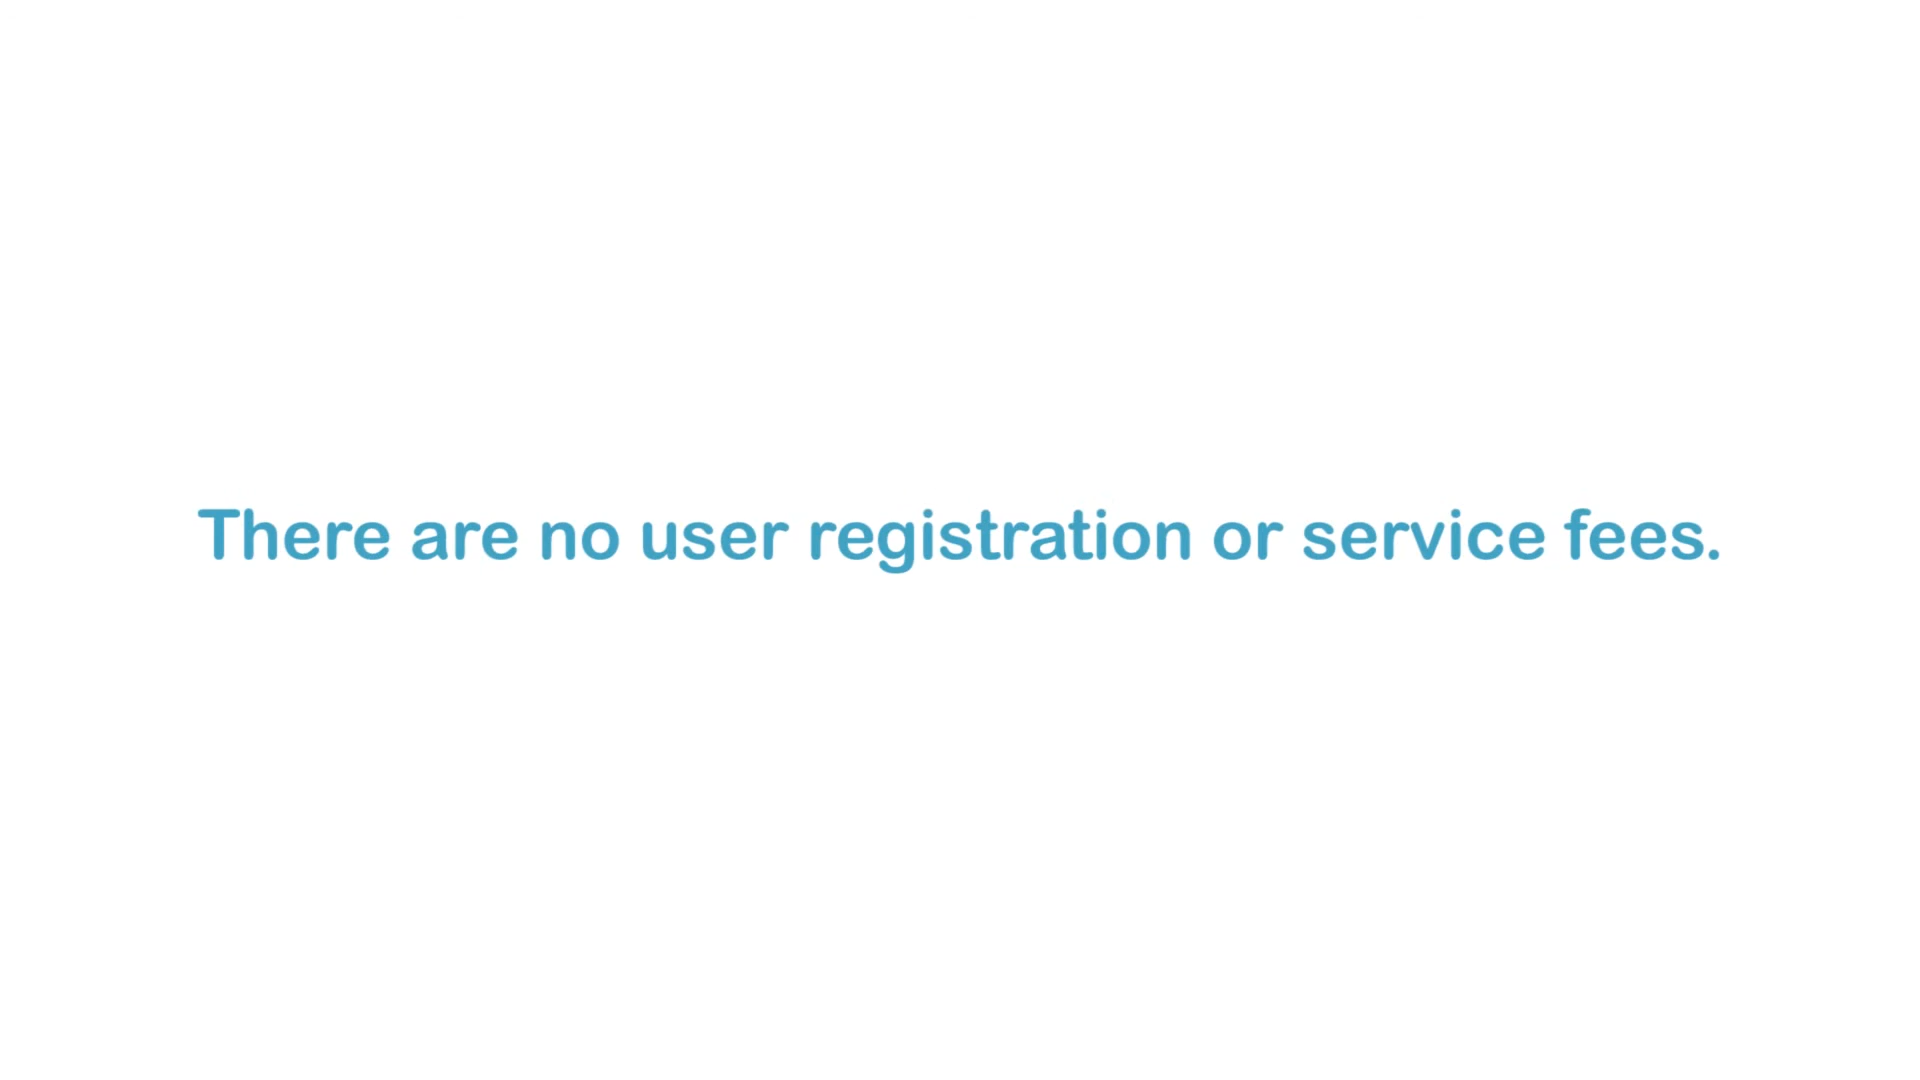 There are no user registration or service fees.